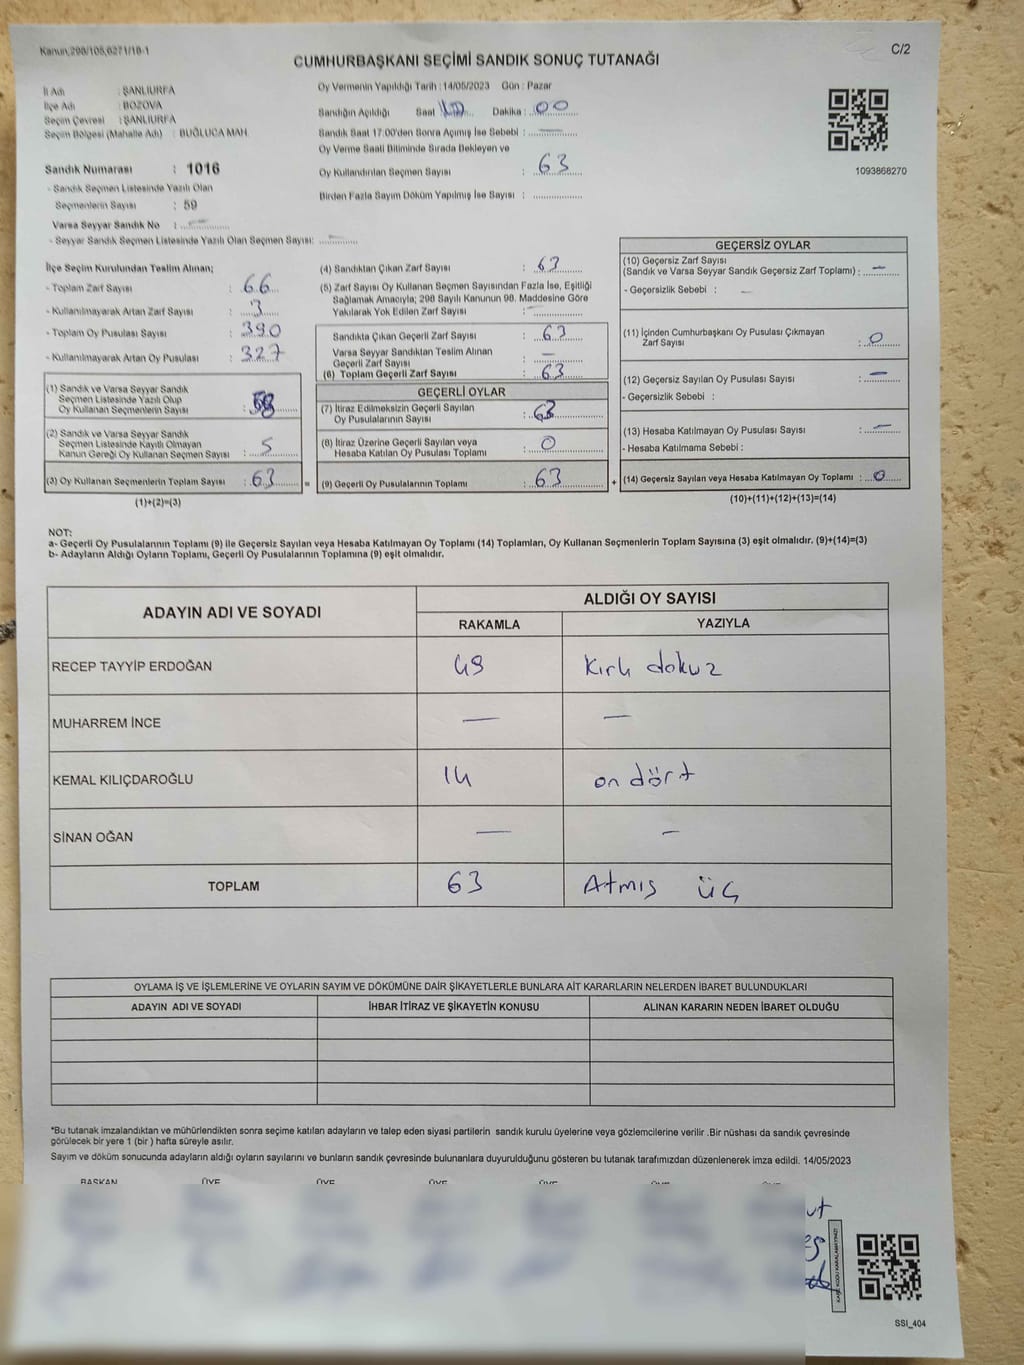 Kanun,298/105,6271/18-1
C/2
CUMHURBAŞKANI SEÇİMİ SANDIK SONUÇ TUTANAĞI
İl Adı : ŞANLIURFA
İlçe Adı : BOZOVA
Seçim Çevresi : ŞANLIURFA
Seçim Bölgesi (Mahalle Adı) : BUĞLUCA MAH.
Oy Vermenin Yapıldığı Tarih : 14/05/2023 Gün : Pazar
Sandığın Açıldığı Saat Dakika : 00
Sandık Saat 17.00'den Sonra Açımış İse Sebebi : —
Oy Verme Saati Bitiminde Sırada Bekleyen ve
Oy Kullandırılan Seçmen Sayısı : 63
Birden Fazla Sayım Döküm Yapılmış İse Sayısı :
1093868270
Sandık Numarası : 1016
- Sandık Seçmen Listesinde Yazılı Olan
Seçmenlerin Sayısı : 59
Varsa Seyyar Sandık No : —
- Seyyar Sandık Seçmen Listesinde Yazılı Olan Seçmen Sayısı: —
İlçe Seçim Kurulundan Teslim Alınan;
- Toplam Zarf Sayısı : 66
- Kullanılmayarak Artan Zarf Sayısı : 3
- Toplam Oy Pusulası Sayısı : 390
- Kullanılmayarak Artan Oy Pusulası : 327
(1) Sandık ve Varsa Seyyar Sandık
Seçmen Listesinde Yazılı Olup
Oy Kullanan Seçmenlerin Sayısı : 58
(2) Sandık ve Varsa Seyyar Sandık
Seçmen Listesinde Kayıtlı Olmayan
Kanun Gereği Oy Kullanan Seçmen Sayısı : 5
(3) Oy Kullanan Seçmenlerin Toplam Sayısı : 63
(1)+(2)=(3)
(4) Sandıktan Çıkan Zarf Sayısı : 63
(5) Zarf Sayısı Oy Kullanan Seçmen Sayısından Fazla İse, Eşitliği
Sağlamak Amacıyla; 298 Sayılı Kanunun 98. Maddesine Göre
Yakılarak Yok Edilen Zarf Sayısı : —
Sandıkta Çıkan Geçerli Zarf Sayısı : 63
Varsa Seyyar Sandıktan Teslim Alınan
Geçerli Zarf Sayısı : —
(6) Toplam Geçerli Zarf Sayısı : 63
GEÇERLİ OYLAR
(7) İtiraz Edilmeksizin Geçerli Sayılan
Oy Pusulalarının Sayısı : 63
(8) İtiraz Üzerine Geçerli Sayılan veya
Hesaba Katılan Oy Pusulası Toplamı : 0
= (9) Geçerli Oy Pusulalarının Toplamı : 63
GEÇERSİZ OYLAR
(10) Geçersiz Zarf Sayısı
(Sandık ve Varsa Seyyar Sandık Geçersiz Zarf Toplamı) : —
- Geçersizlik Sebebi : —
(11) İçinden Cumhurbaşkanı Oy Pusulası Çıkmayan
Zarf Sayısı : 0
(12) Geçersiz Sayılan Oy Pusulası Sayısı : —
- Geçersizlik Sebebi :
(13) Hesaba Katılmayan Oy Pusulası Sayısı : —
- Hesaba Katılmama Sebebi :
+ (14) Geçersiz Sayılan veya Hesaba Katılmayan Oy Toplamı : 0
(10)+(11)+(12)+(13)=(14)
NOT:
a- Geçerli Oy Pusulalarının Toplamı (9) ile Geçersiz Sayılan veya Hesaba Katılmayan Oy Toplamı (14) Toplamları, Oy Kullanan Seçmenlerin Toplam Sayısına (3) eşit olmalıdır. (9)+(14)=(3)
b- Adayların Aldığı Oyların Toplamı, Geçerli Oy Pusulalarının Toplamına (9) eşit olmalıdır.
ADAYIN ADI VE SOYADI ALDIĞI OY SAYISI
RAKAMLA YAZIYLA
RECEP TAYYİP ERDOĞAN 49 Kırk dokuz
MUHARREM İNCE — —
KEMAL KILIÇDAROĞLU 14 on dört
SİNAN OĞAN — —
TOPLAM 63 Atmış üç
OYLAMA İŞ VE İŞLEMLERİNE VE OYLARIN SAYIM VE DÖKÜMÜNE DAİR ŞİKAYETLERLE BUNLARA AİT KARARLARIN NELERDEN İBARET BULUNDUKLARI
ADAYIN ADI VE SOYADI İHBAR İTİRAZ VE ŞİKAYETİN KONUSU ALINAN KARARIN NEDEN İBARET OLDUĞU
*Bu tutanak imzalandıktan ve mühürlendikten sonra seçime katılan adayların ve talep eden siyasi partilerin sandık kurulu üyelerine veya gözlemcilerine verilir .Bir nüshası da sandık çevresinde
görülecek bir yere 1 (bir ) hafta süreyle asılır.
Sayım ve döküm sonucunda adayların aldığı oyların sayılarını ve bunların sandık çevresinde bulunanlara duyurulduğunu gösteren bu tutanak tarafımızdan düzenlenerek imza edildi. 14/05/2023
BAŞKAN ÜYE ÜYE ÜYE ÜYE ÜYE ÜYE
KARE KODU KARALAMAYINIZ!
SSI_404